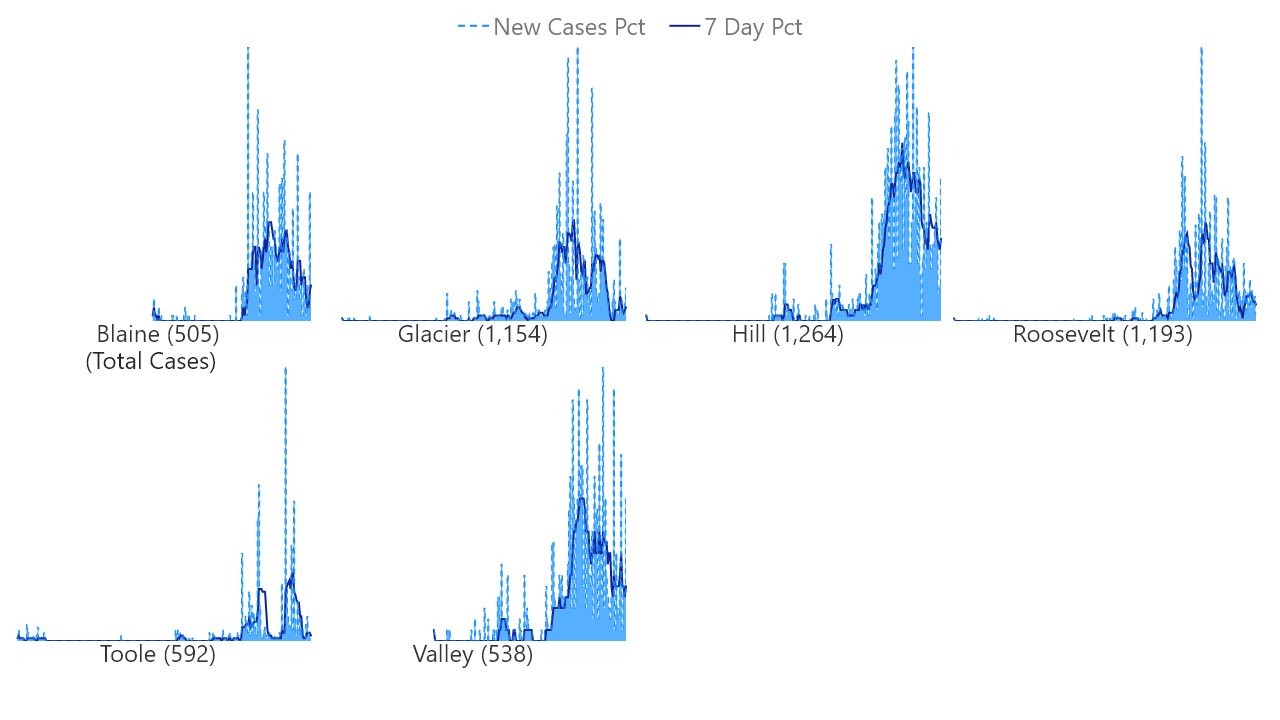 New Cases Pct 7 Day Pct
Blaine (505)
(Total Cases)
Glacier (1,154)
Hill (1,264)
Roosevelt (1,193)
Toole (592)
Valley (538)